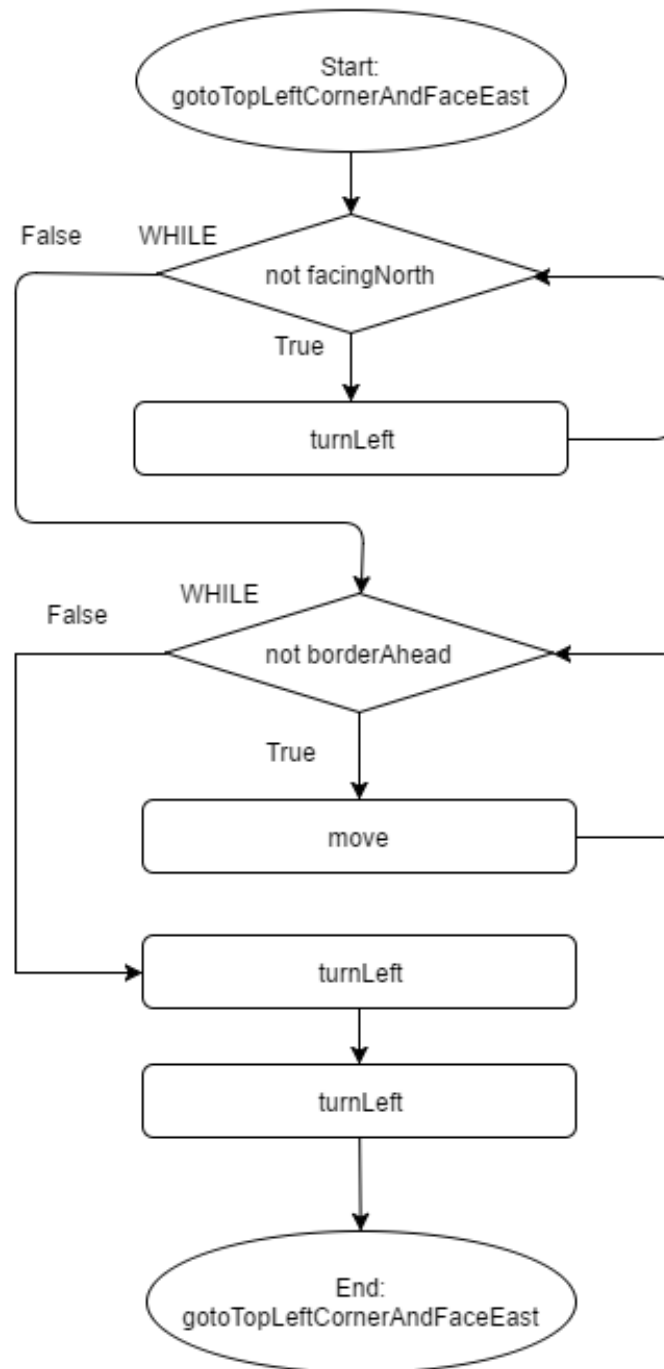 Start:
gotoTopLeftCornerAndFaceEast
False
WHILE
not facingNorth
True
turnLeft
WHILE
False
not borderAhead
True
move
turnLeft
turnLeft
End:
gotoTopLeftCornerAndFaceEast